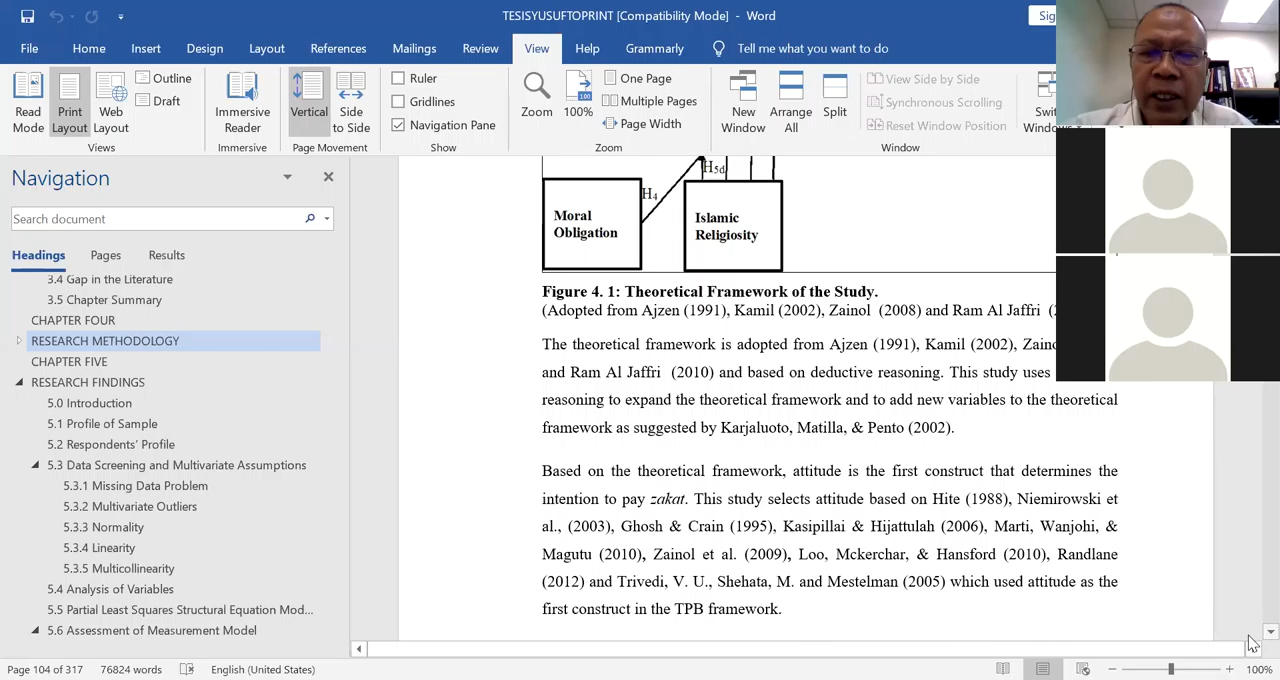 TESISYUSUFTOPRINT [Compatibility Mode] - Word
File Home Insert Design Layout References Mailings Review View Help Grammarly Tell me what you want to do
Read Mode
Print Layout
Web Layout
Outline
Draft
Views
Immersive Reader
Immersive
Vertical
Side to Side
Page Movement
Ruler
Gridlines
Navigation Pane
Show
Zoom
100%
One Page
Multiple Pages
Page Width
Zoom
New Window
Arrange All
Split
View Side by Side
Synchronous Scrolling
Reset Window Position
Window
Navigation
Search document
Headings Pages Results
3.4 Gap in the Literature
3.5 Chapter Summary
CHAPTER FOUR
RESEARCH METHODOLOGY
CHAPTER FIVE
RESEARCH FINDINGS
5.0 Introduction
5.1 Profile of Sample
5.2 Respondents' Profile
5.3 Data Screening and Multivariate Assumptions
5.3.1 Missing Data Problem
5.3.2 Multivariate Outliers
5.3.3 Normality
5.3.4 Linearity
5.3.5 Multicollinearity
5.4 Analysis of Variables
5.5 Partial Least Squares Structural Equation Mod...
5.6 Assessment of Measurement Model
H5d
H4
Moral Obligation
Islamic Religiosity
Figure 4. 1: Theoretical Framework of the Study.
(Adopted from Ajzen (1991), Kamil (2002), Zainol (2008) and Ram Al Jaffri
The theoretical framework is adopted from Ajzen (1991), Kamil (2002),
and Ram Al Jaffri (2010) and based on deductive reasoning. This study uses
reasoning to expand the theoretical framework and to add new variables to the theoretical
framework as suggested by Karjaluoto, Matilla, & Pento (2002).
Based on the theoretical framework, attitude is the first construct that determines the
intention to pay zakat. This study selects attitude based on Hite (1988), Niemirowski et
al., (2003), Ghosh & Crain (1995), Kasipillai & Hijattulah (2006), Marti, Wanjohi, &
Magutu (2010), Zainol et al. (2009), Loo, Mckerchar, & Hansford (2010), Randlane
(2012) and Trivedi, V. U., Shehata, M. and Mestelman (2005) which used attitude as the
first construct in the TPB framework.
Page 104 of 317 76824 words English (United States) 100%